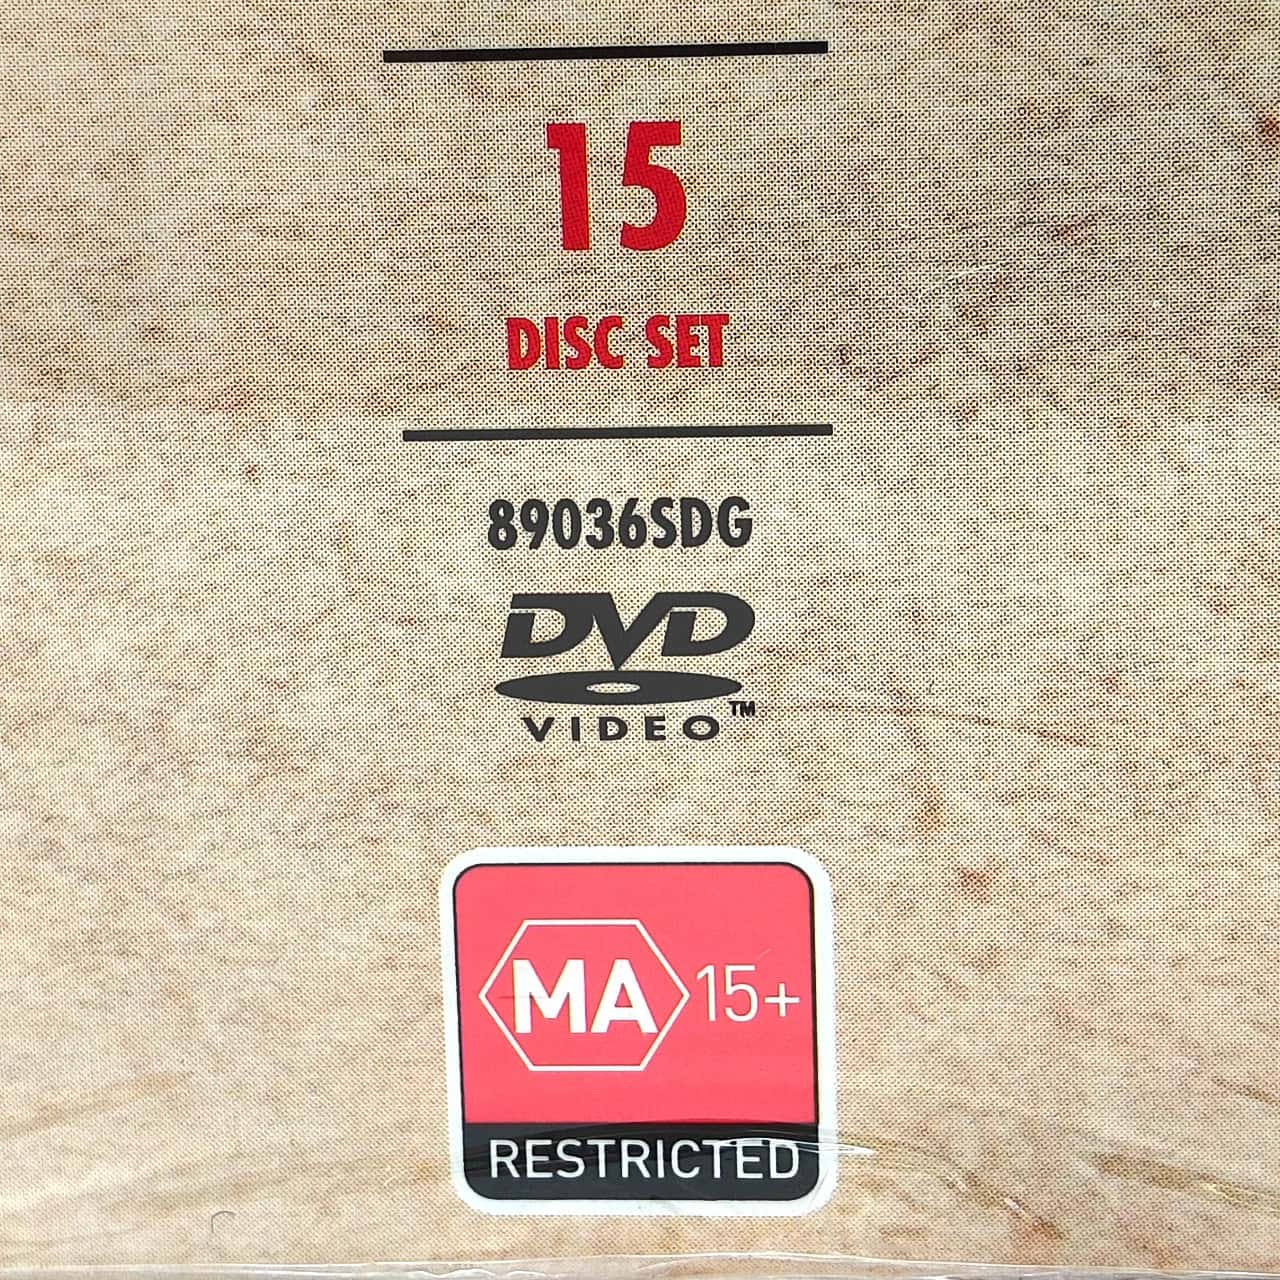 15
DISC SET
89036SDG
DVD
VIDEO™
MA 15+
RESTRICTED